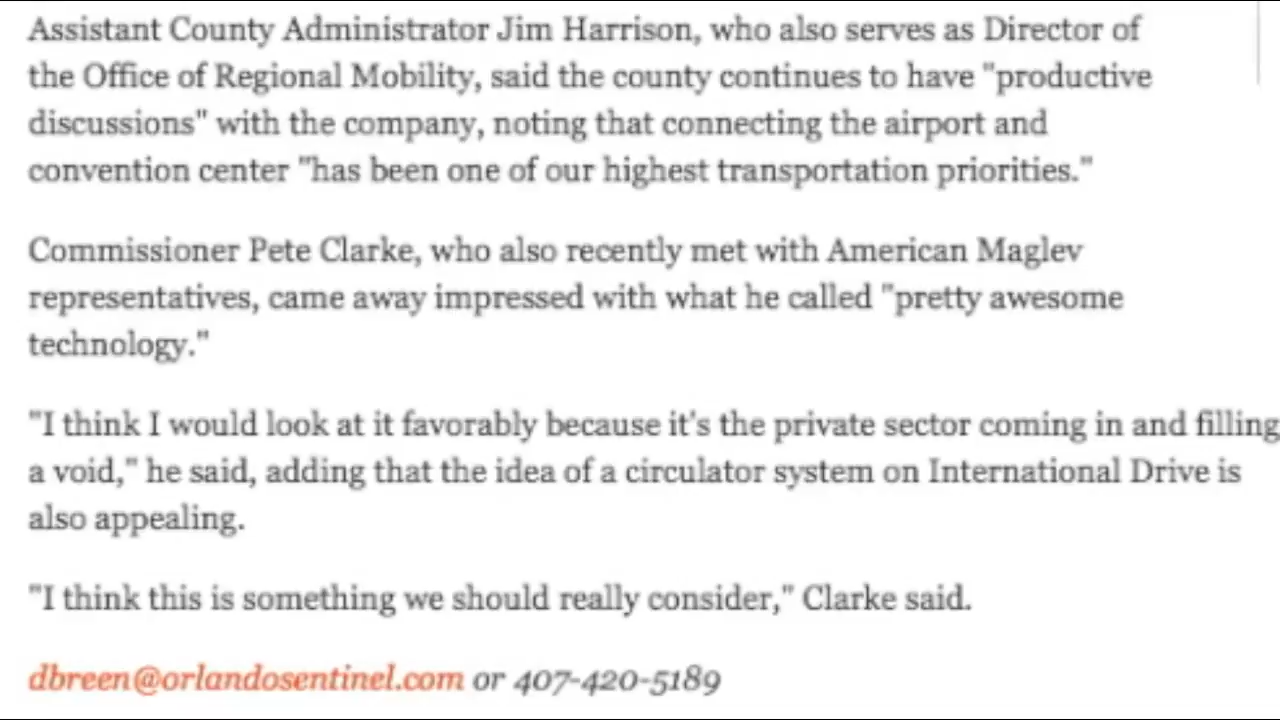 Assistant County Administrator Jim Harrison, who also serves as Director of
the Office of Regional Mobility, said the county continues to have "productive
discussions" with the company, noting that connecting the airport and
convention center "has been one of our highest transportation priorities."
Commissioner Pete Clarke, who also recently met with American Maglev
representatives, came away impressed with what he called "pretty awesome
technology."
"I think I would look at it favorably because it's the private sector coming in and filling
a void," he said, adding that the idea of a circulator system on International Drive is
also appealing.
"I think this is something we should really consider," Clarke said.
dbreen@orlandosentinel.com or 407-420-5189